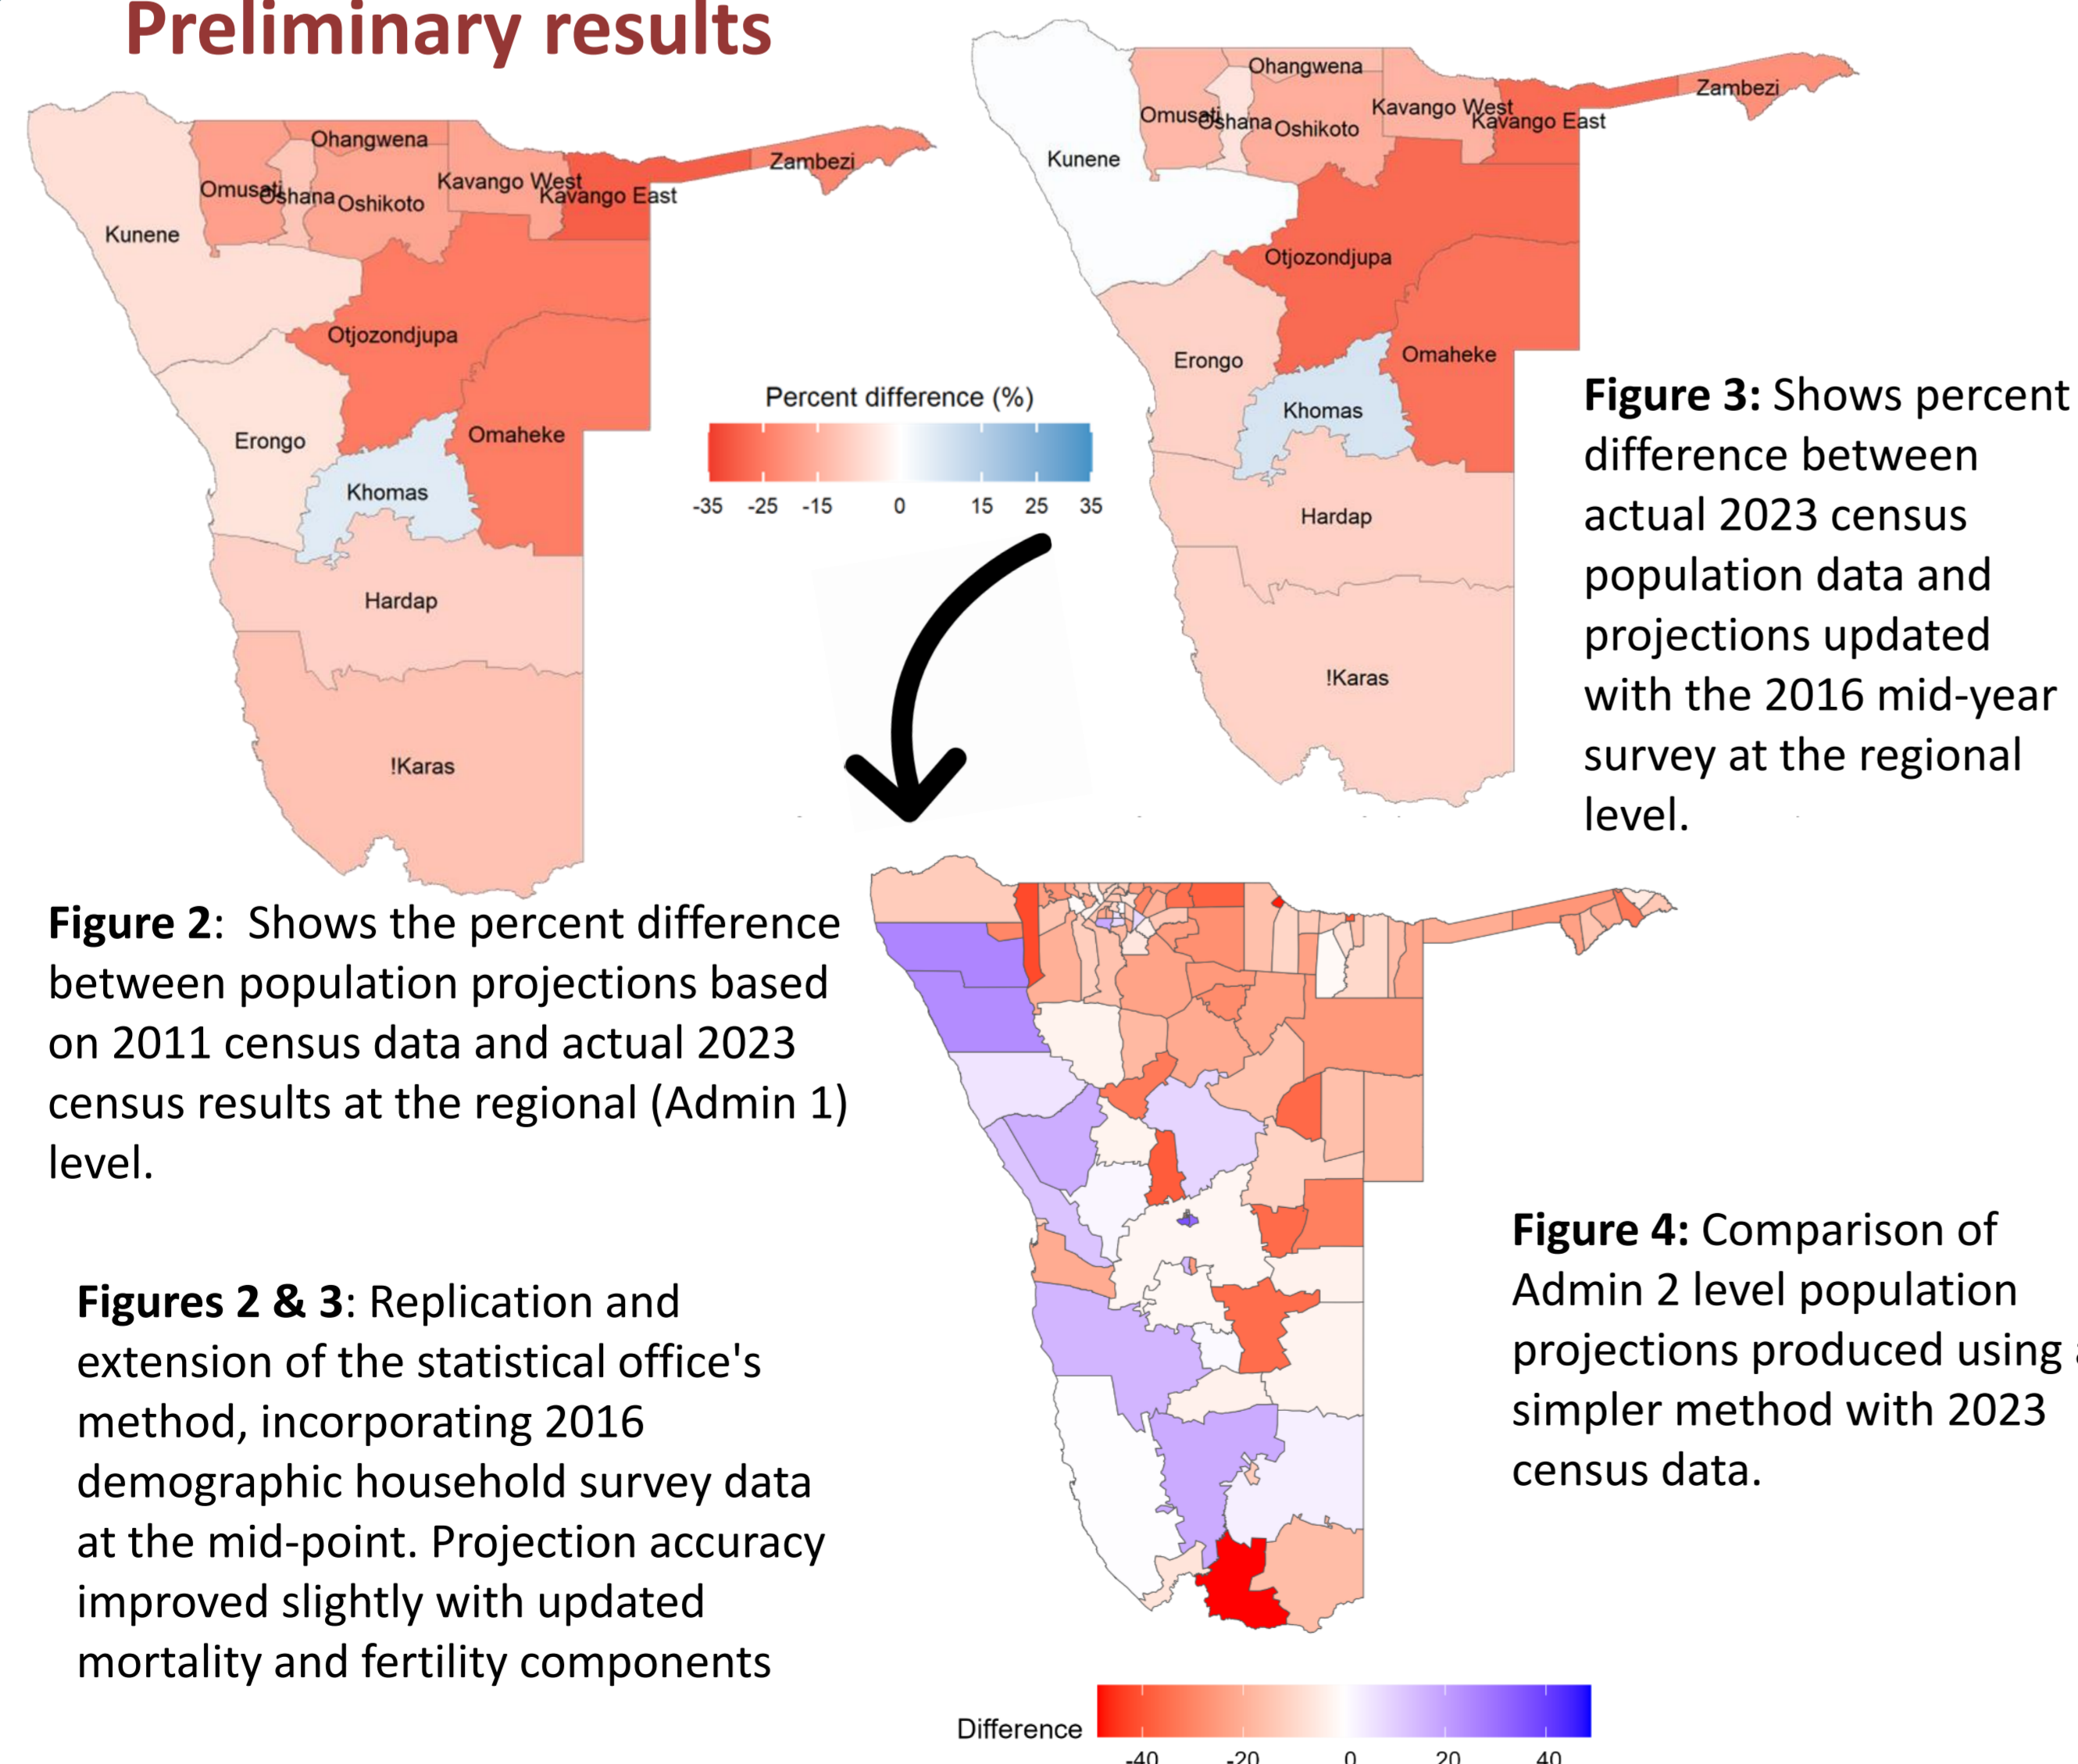 Preliminary results
Ohangwena
Omusati
Oshana
Oshikoto
Kavango West
Kavango East
Zambezi
Kunene
Otjozondjupa
Erongo
Omaheke
Khomas
Hardap
!Karas
Percent difference (%)
-35 -25 -15 0 15 25 35
Ohangwena
Omusati
Oshana
Oshikoto
Kavango West
Kavango East
Zambezi
Kunene
Otjozondjupa
Erongo
Omaheke
Khomas
Hardap
!Karas
Figure 3: Shows percent
difference between
actual 2023 census
population data and
projections updated
with the 2016 mid-year
survey at the regional
level.
Figure 2: Shows the percent difference
between population projections based
on 2011 census data and actual 2023
census results at the regional (Admin 1)
level.
Figures 2 & 3: Replication and
extension of the statistical office's
method, incorporating 2016
demographic household survey data
at the mid-point. Projection accuracy
improved slightly with updated
mortality and fertility components
Figure 4: Comparison of
Admin 2 level population
projections produced using a
simpler method with 2023
census data.
Difference
-40 -20 0 20 40